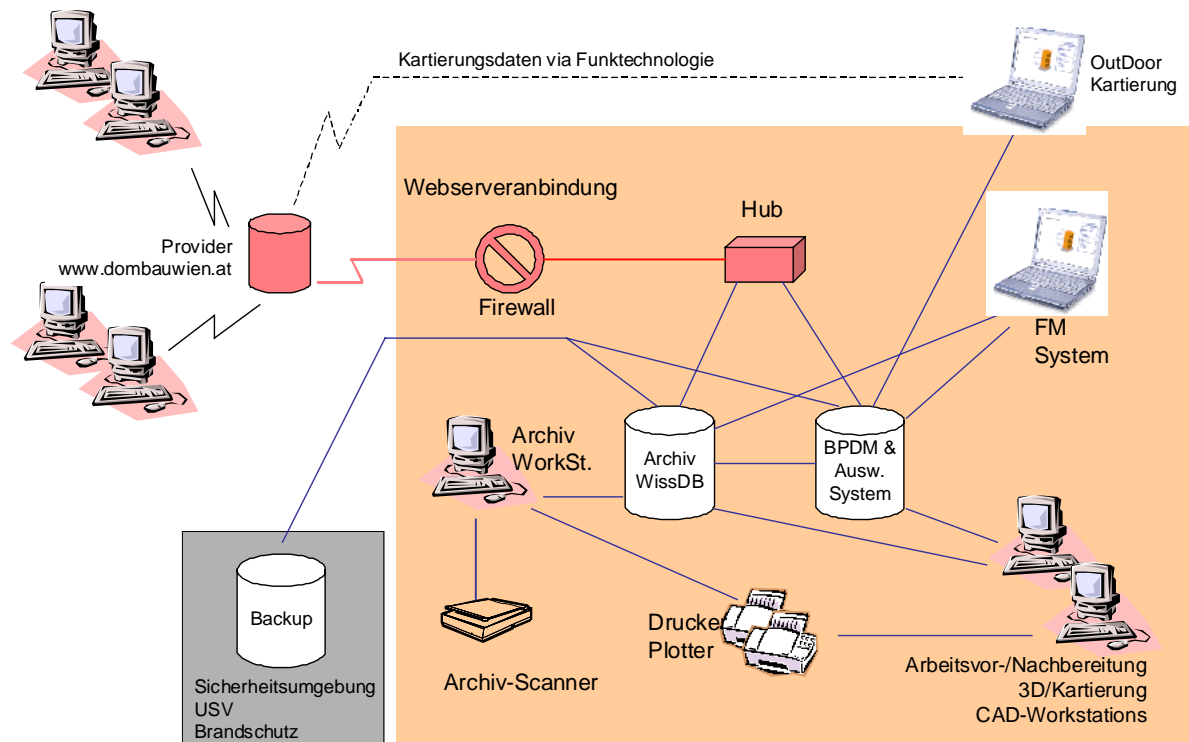 Kartierungsdaten via Funktechnologie
OutDoor
Kartierung
Webserveranbindung
Hub
Provider
www.dombauwien.at
Firewall
FM
System
Archiv
WorkSt.
Archiv
WissDB
BPDM &
Ausw.
System
Backup
Drucke
Plotter
Archiv-Scanner
Sicherheitsumgebung
USV
Brandschutz
Arbeitsvor-/Nachbereitung
3D/Kartierung
CAD-Workstations